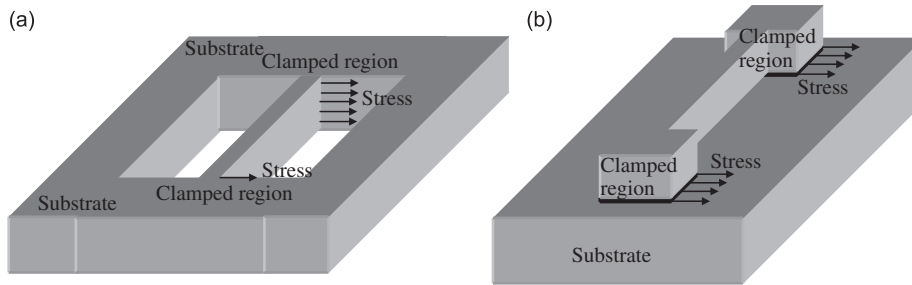 (a)
Substrate
Clamped region
Stress
Stress
Clamped region
Substrate
(b)
Clamped
region
Stress
Clamped
region
Stress
Substrate